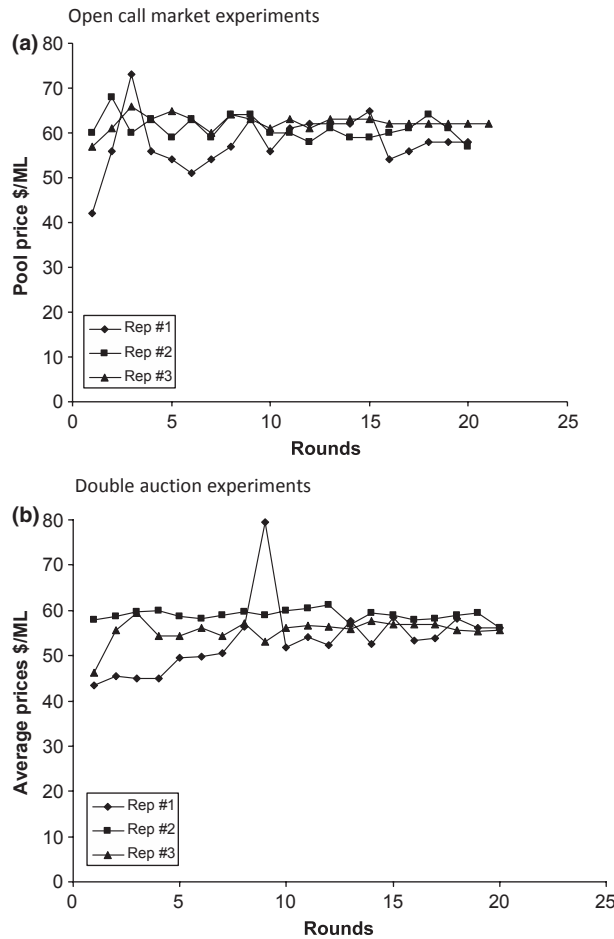 Open call market experiments
(a)
80
70
60
50
40
30
20
10
0
Pool price $/ML
Rep #1
Rep #2
Rep #3
0 5 10 15 20 25
Rounds
Double auction experiments
(b)
80
70
60
50
40
30
20
10
0
Average prices $/ML
Rep #1
Rep #2
Rep #3
0 5 10 15 20 25
Rounds